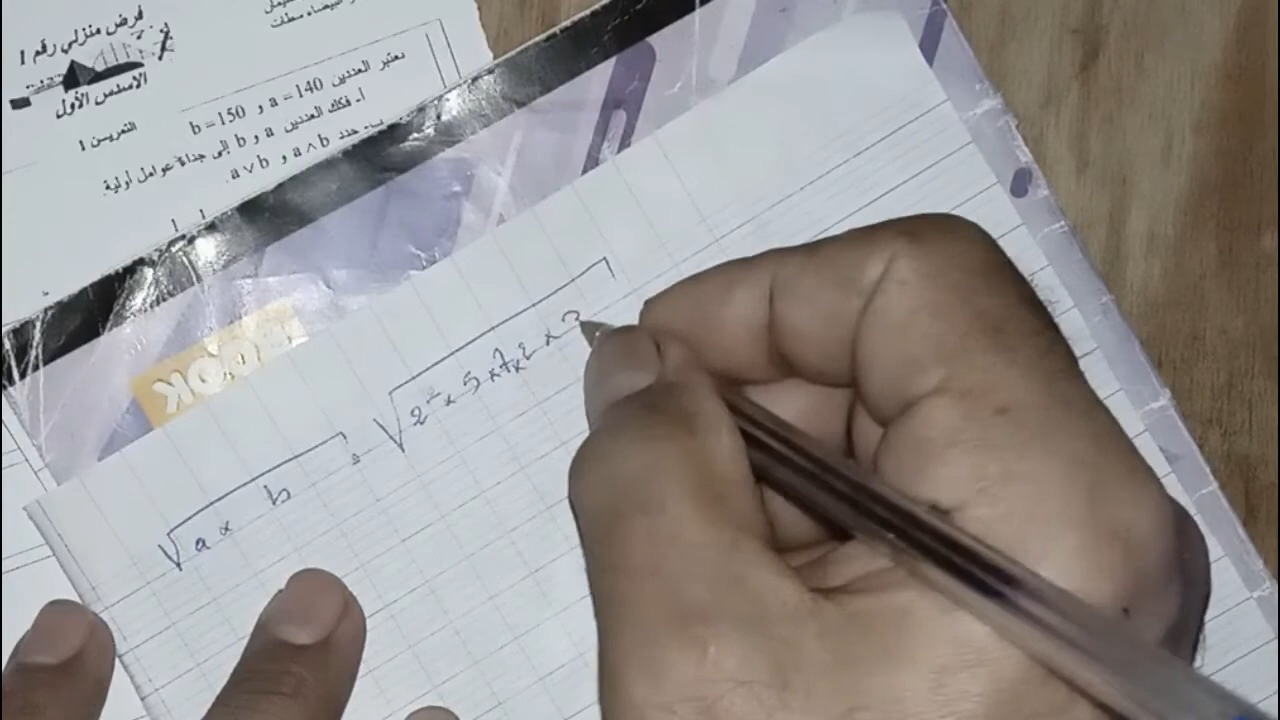 فرض منزلي رقم 1
الأسدس الأول
التمرين 1
نعتبر العددين a = 140 و b = 150
أ- فكك العددين a و b إلى جداء عوامل أولية.
حدد a ∧ b و a ∨ b.
BOOK
√a × b = √2² × 5 × 7 × 2 × 3